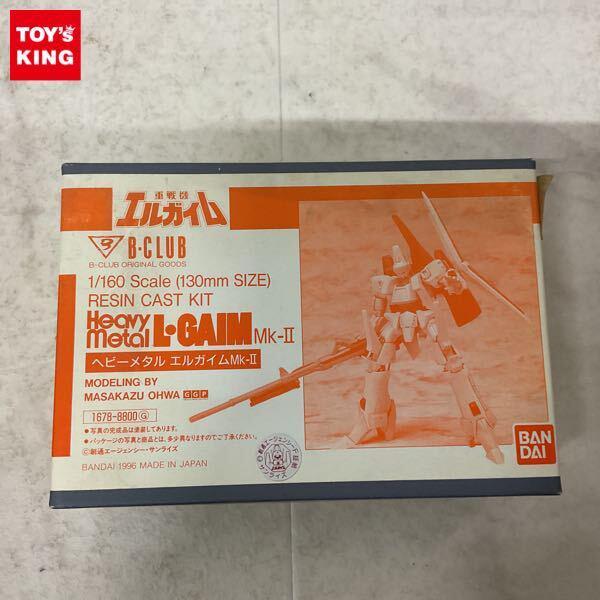 TOY'S
KING
重戦機
エルガイム
B・CLUB
B-CLUB ORIGINAL GOODS
1/160 Scale (130mm SIZE)
RESIN CAST KIT
Heavy Metal L・GAIM Mk-II
ヘビーメタル エルガイムMk-II
MODELING BY
MASAKAZU OHWA GGP
1678-8800 G
●写真の完成品は塗装してあります。
●パッケージの写真と商品とは、多少異なりますのでご了承ください。
©創通エージェンシー・サンライズ
BANDAI 1996 MADE IN JAPAN
BAN
DAI